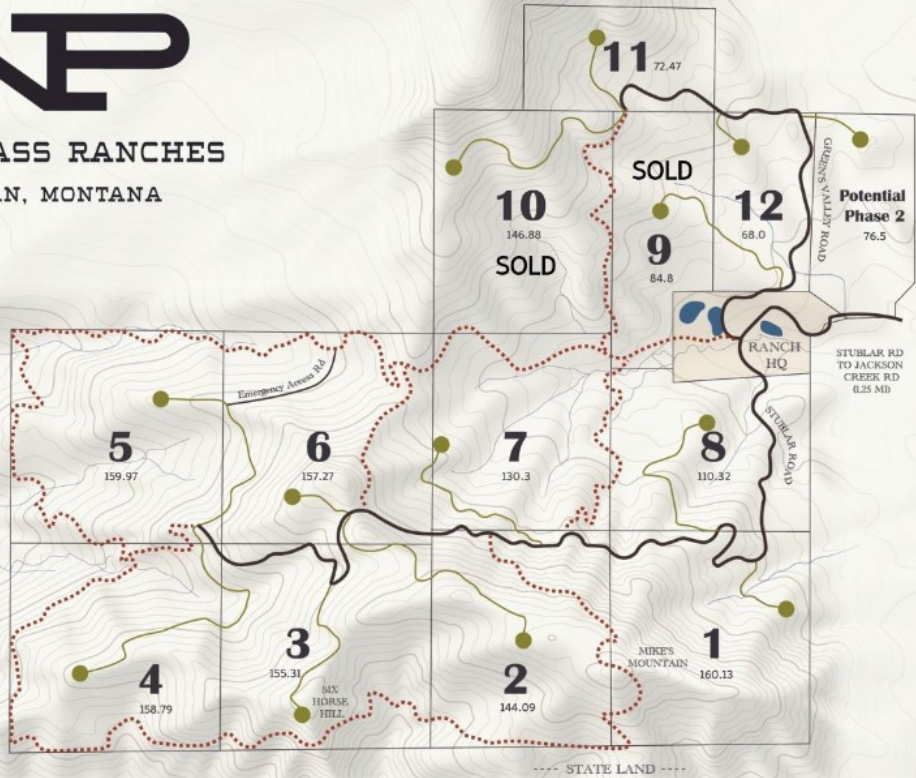 NP
ASS RANCHES
N, MONTANA
11 72.47
SOLD
10
146.88
SOLD
9
84.8
12
68.0
GREEN'S VALLEY ROAD
Potential
Phase 2
76.5
RANCH
HQ
STUBLAR RD
TO JACKSON
CREEK RD
(1.25 MI)
Emergency Access Rd
5
159.97
6
157.27
7
130.3
8
110.32
STUBLAR ROAD
4
158.79
3
155.31
SIX
HORSE
HILL
2
144.09
MIKE'S
MOUNTAIN
1
160.13
---- STATE LAND ----